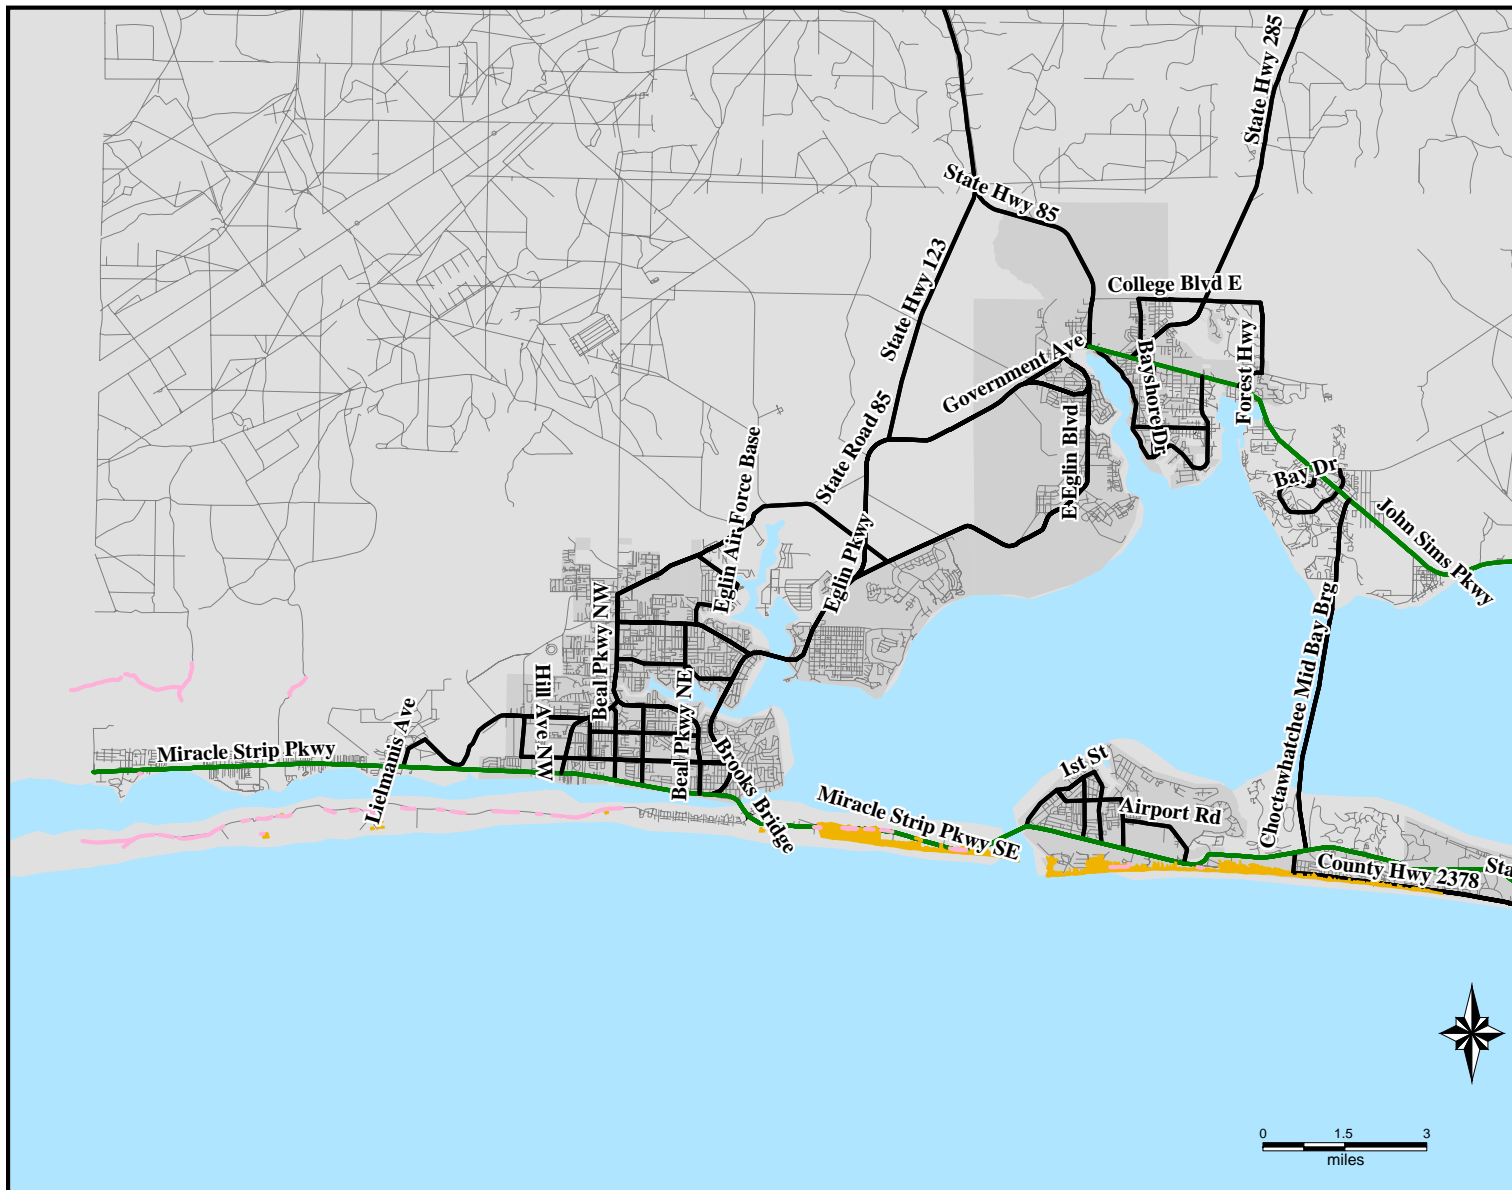 State Hwy 285
State Hwy 85
State Hwy 123
College Blvd E
Government Ave
Bayshore Dr
Forest Hwy
State Road 85
E Eglin Blvd
Eglin Air Force Base
Bay Dr
John Sims Pkwy
Eglin Pkwy
Beal Pkwy NW
Choctawhatchee Mid Bay Brg
Hill Ave NW
Beal Pkwy NE
Lielmanis Ave
Miracle Strip Pkwy
Brooks Bridge
1st St
Airport Rd
Miracle Strip Pkwy SE
County Hwy 2378
Sta
0 1.5 3
miles